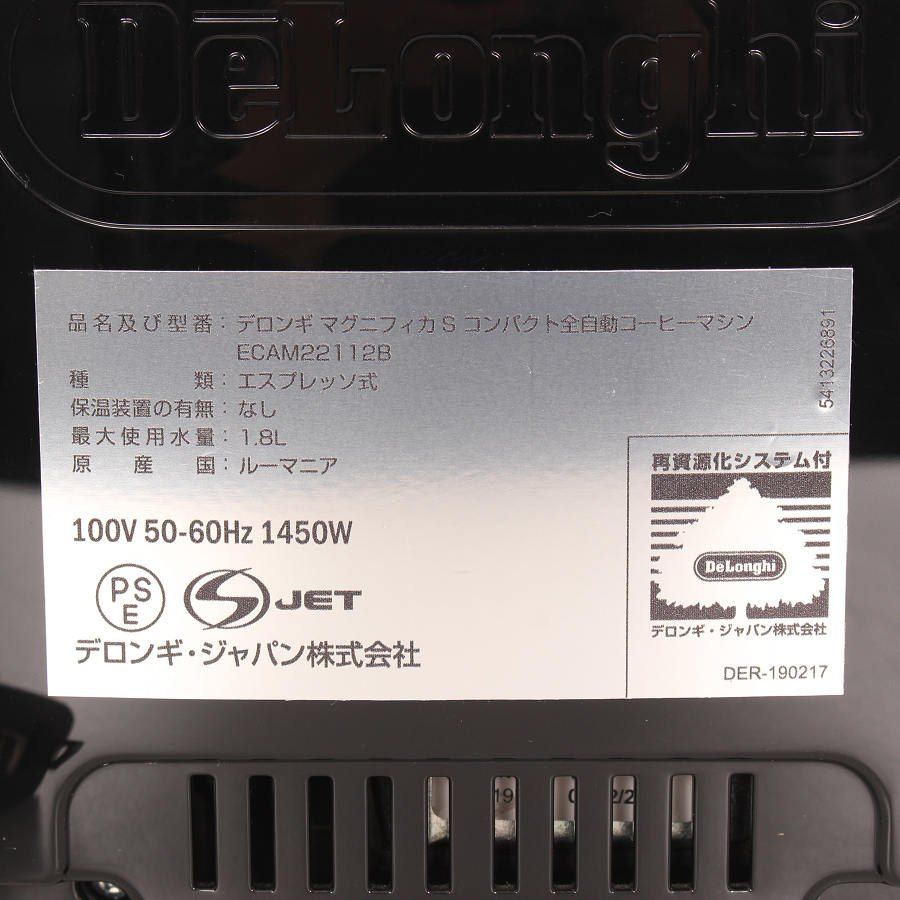 DeLonghi
品名及び型番：デロンギ マグニフィカ S コンパクト全自動コーヒーマシン
ECAM22112B
種類：エスプレッソ式
保温装置の有無：なし
最大使用水量：1.8L
原産国：ルーマニア
5413226891
100V 50-60Hz 1450W
PS
E
S JET
デロンギ・ジャパン株式会社
再資源化システム付
DeLonghi
デロンギ・ジャパン株式会社
DER-190217
19
2/2